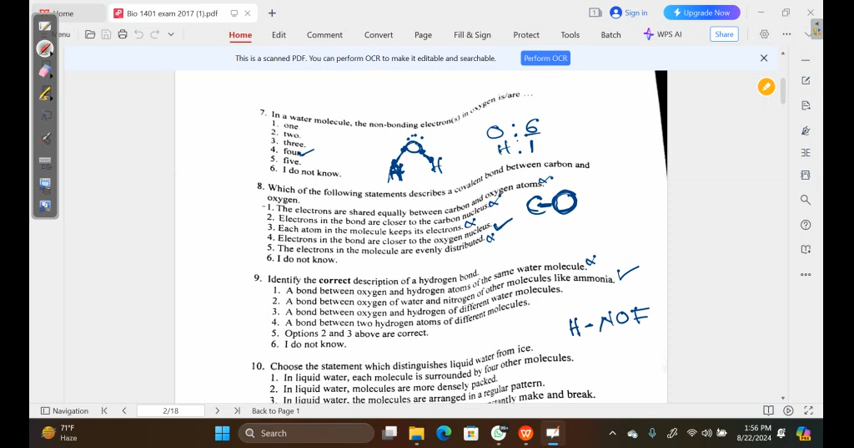 Home
Bio 1401 exam 2017 (1).pdf
Sign in
Upgrade Now
Home
Edit
Comment
Convert
Page
Fill & Sign
Protect
Tools
Batch
WPS AI
Share
This is a scanned PDF. You can perform OCR to make it editable and searchable.
Perform OCR
7. In a water molecule, the non-bonding electron(s) in oxygen is/are ...
1. one.
2. two.
3. three.
4. four.
5. five.
6. I do not know.
O : 6
H : 1
H
8. Which of the following statements describes a covalent bond between carbon and
oxygen.
1. The electrons are shared equally between carbon and oxygen atoms.
2. Electrons in the bond are closer to the carbon nucleus.
3. Each atom in the molecule keeps its electrons.
4. Electrons in the bond are closer to the oxygen nucleus.
5. The electrons in the molecule are evenly distributed.
6. I do not know.
C-O
9. Identify the correct description of a hydrogen bond.
1. A bond between oxygen and hydrogen atoms of the same water molecule.
2. A bond between oxygen of water and nitrogen of other molecules like ammonia.
3. A bond between oxygen and hydrogen of different water molecules.
4. A bond between two hydrogen atoms of different molecules.
5. Options 2 and 3 above are correct.
6. I do not know.
H - NOF
10. Choose the statement which distinguishes liquid water from ice.
1. In liquid water, each molecule is surrounded by four other molecules.
2. In liquid water, molecules are more densely packed.
3. In liquid water, the molecules are arranged in a regular pattern.
make and break.
Navigation
2/18
Back to Page 1
71°F
Haze
Search
1:56 PM
8/22/2024